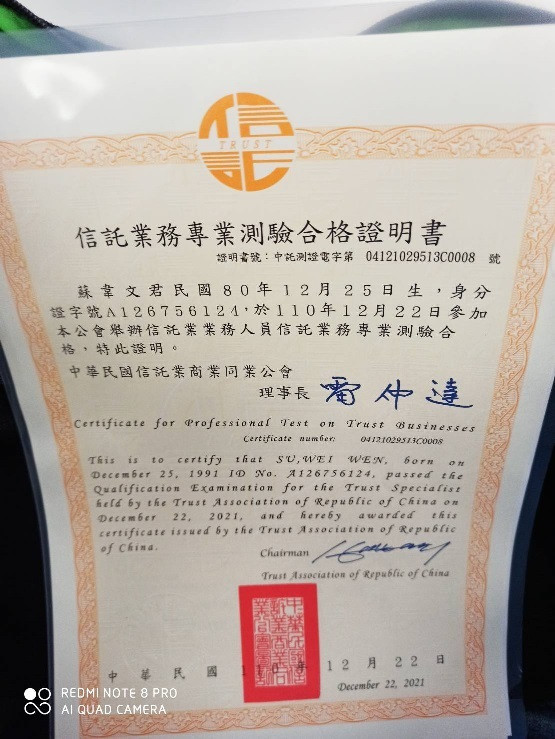 TRUST
信託業務專業測驗合格證明書
證明書號：中託測證電字第 04121029513C0008 號
蘇韋文君民國80年12月25日生，身分
證字號A126756124，於110年12月22日參加
本公會舉辦信託業業務人員信託業務專業測驗合
格，特此證明。
中華民國信託業商業同業公會
理事長 雷仲達
Certificate for Professional Test on Trust Businesses
Certificate number: 04121029513C0008
This is to certify that SU,WEI WEN, born on
December 25, 1991 ID No. A126756124, passed the
Qualification Examination for the Trust Specialist
held by the Trust Association of Republic of China on
December 22, 2021, and hereby awarded this
certificate issued by the Trust Association of Republic
of China.
Chairman
Trust Association of Republic of China
中華民國 110 年 12 月 22 日
December 22, 2021
REDMI NOTE 8 PRO
AI QUAD CAMERA